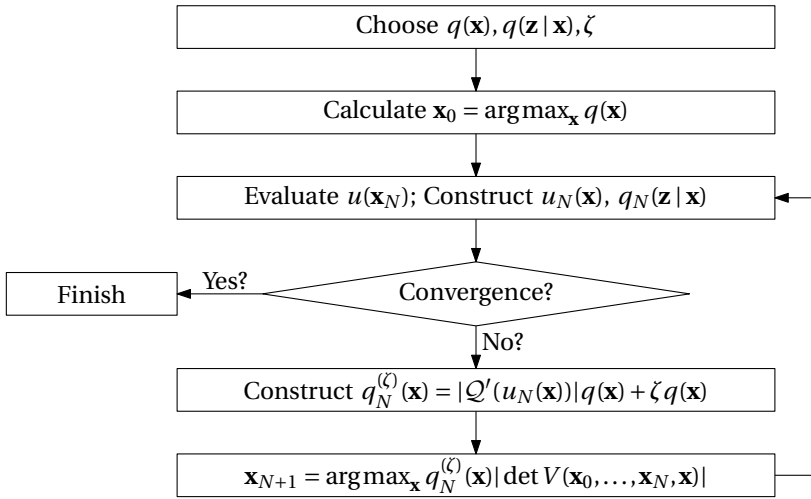 Choose q(𝐱), q(𝐳 | 𝐱), ζ
Calculate 𝐱₀ = arg max_𝐱 q(𝐱)
Evaluate u(𝐱_N); Construct u_N(𝐱), q_N(𝐳 | 𝐱)
Convergence?
Yes?
Finish
No?
Construct q_N^{(ζ)}(𝐱) = |𝒬′(u_N(𝐱))| q(𝐱) + ζ q(𝐱)
𝐱_{N+1} = arg max_𝐱 q_N^{(ζ)}(𝐱) | det V(𝐱₀, …, 𝐱_N, 𝐱)|